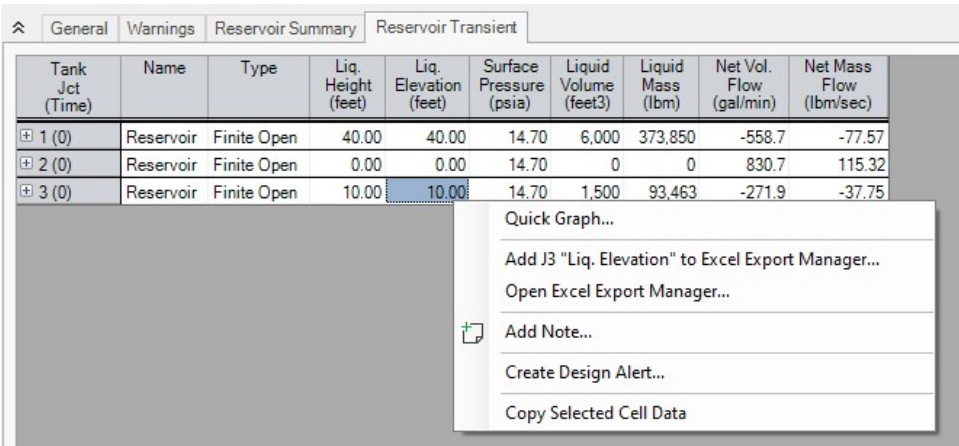 General Warnings Reservoir Summary Reservoir Transient
Tank Jct (Time) Name Type Liq. Height (feet) Liq. Elevation (feet) Surface Pressure (psia) Liquid Volume (feet3) Liquid Mass (lbm) Net Vol. Flow (gal/min) Net Mass Flow (lbm/sec)
1 (0) Reservoir Finite Open 40.00 40.00 14.70 6,000 373,850 -558.7 -77.57
2 (0) Reservoir Finite Open 0.00 0.00 14.70 0 0 830.7 115.32
3 (0) Reservoir Finite Open 10.00 10.00 14.70 1,500 93,463 -271.9 -37.75
Quick Graph...
Add J3 "Liq. Elevation" to Excel Export Manager...
Open Excel Export Manager...
Add Note...
Create Design Alert...
Copy Selected Cell Data